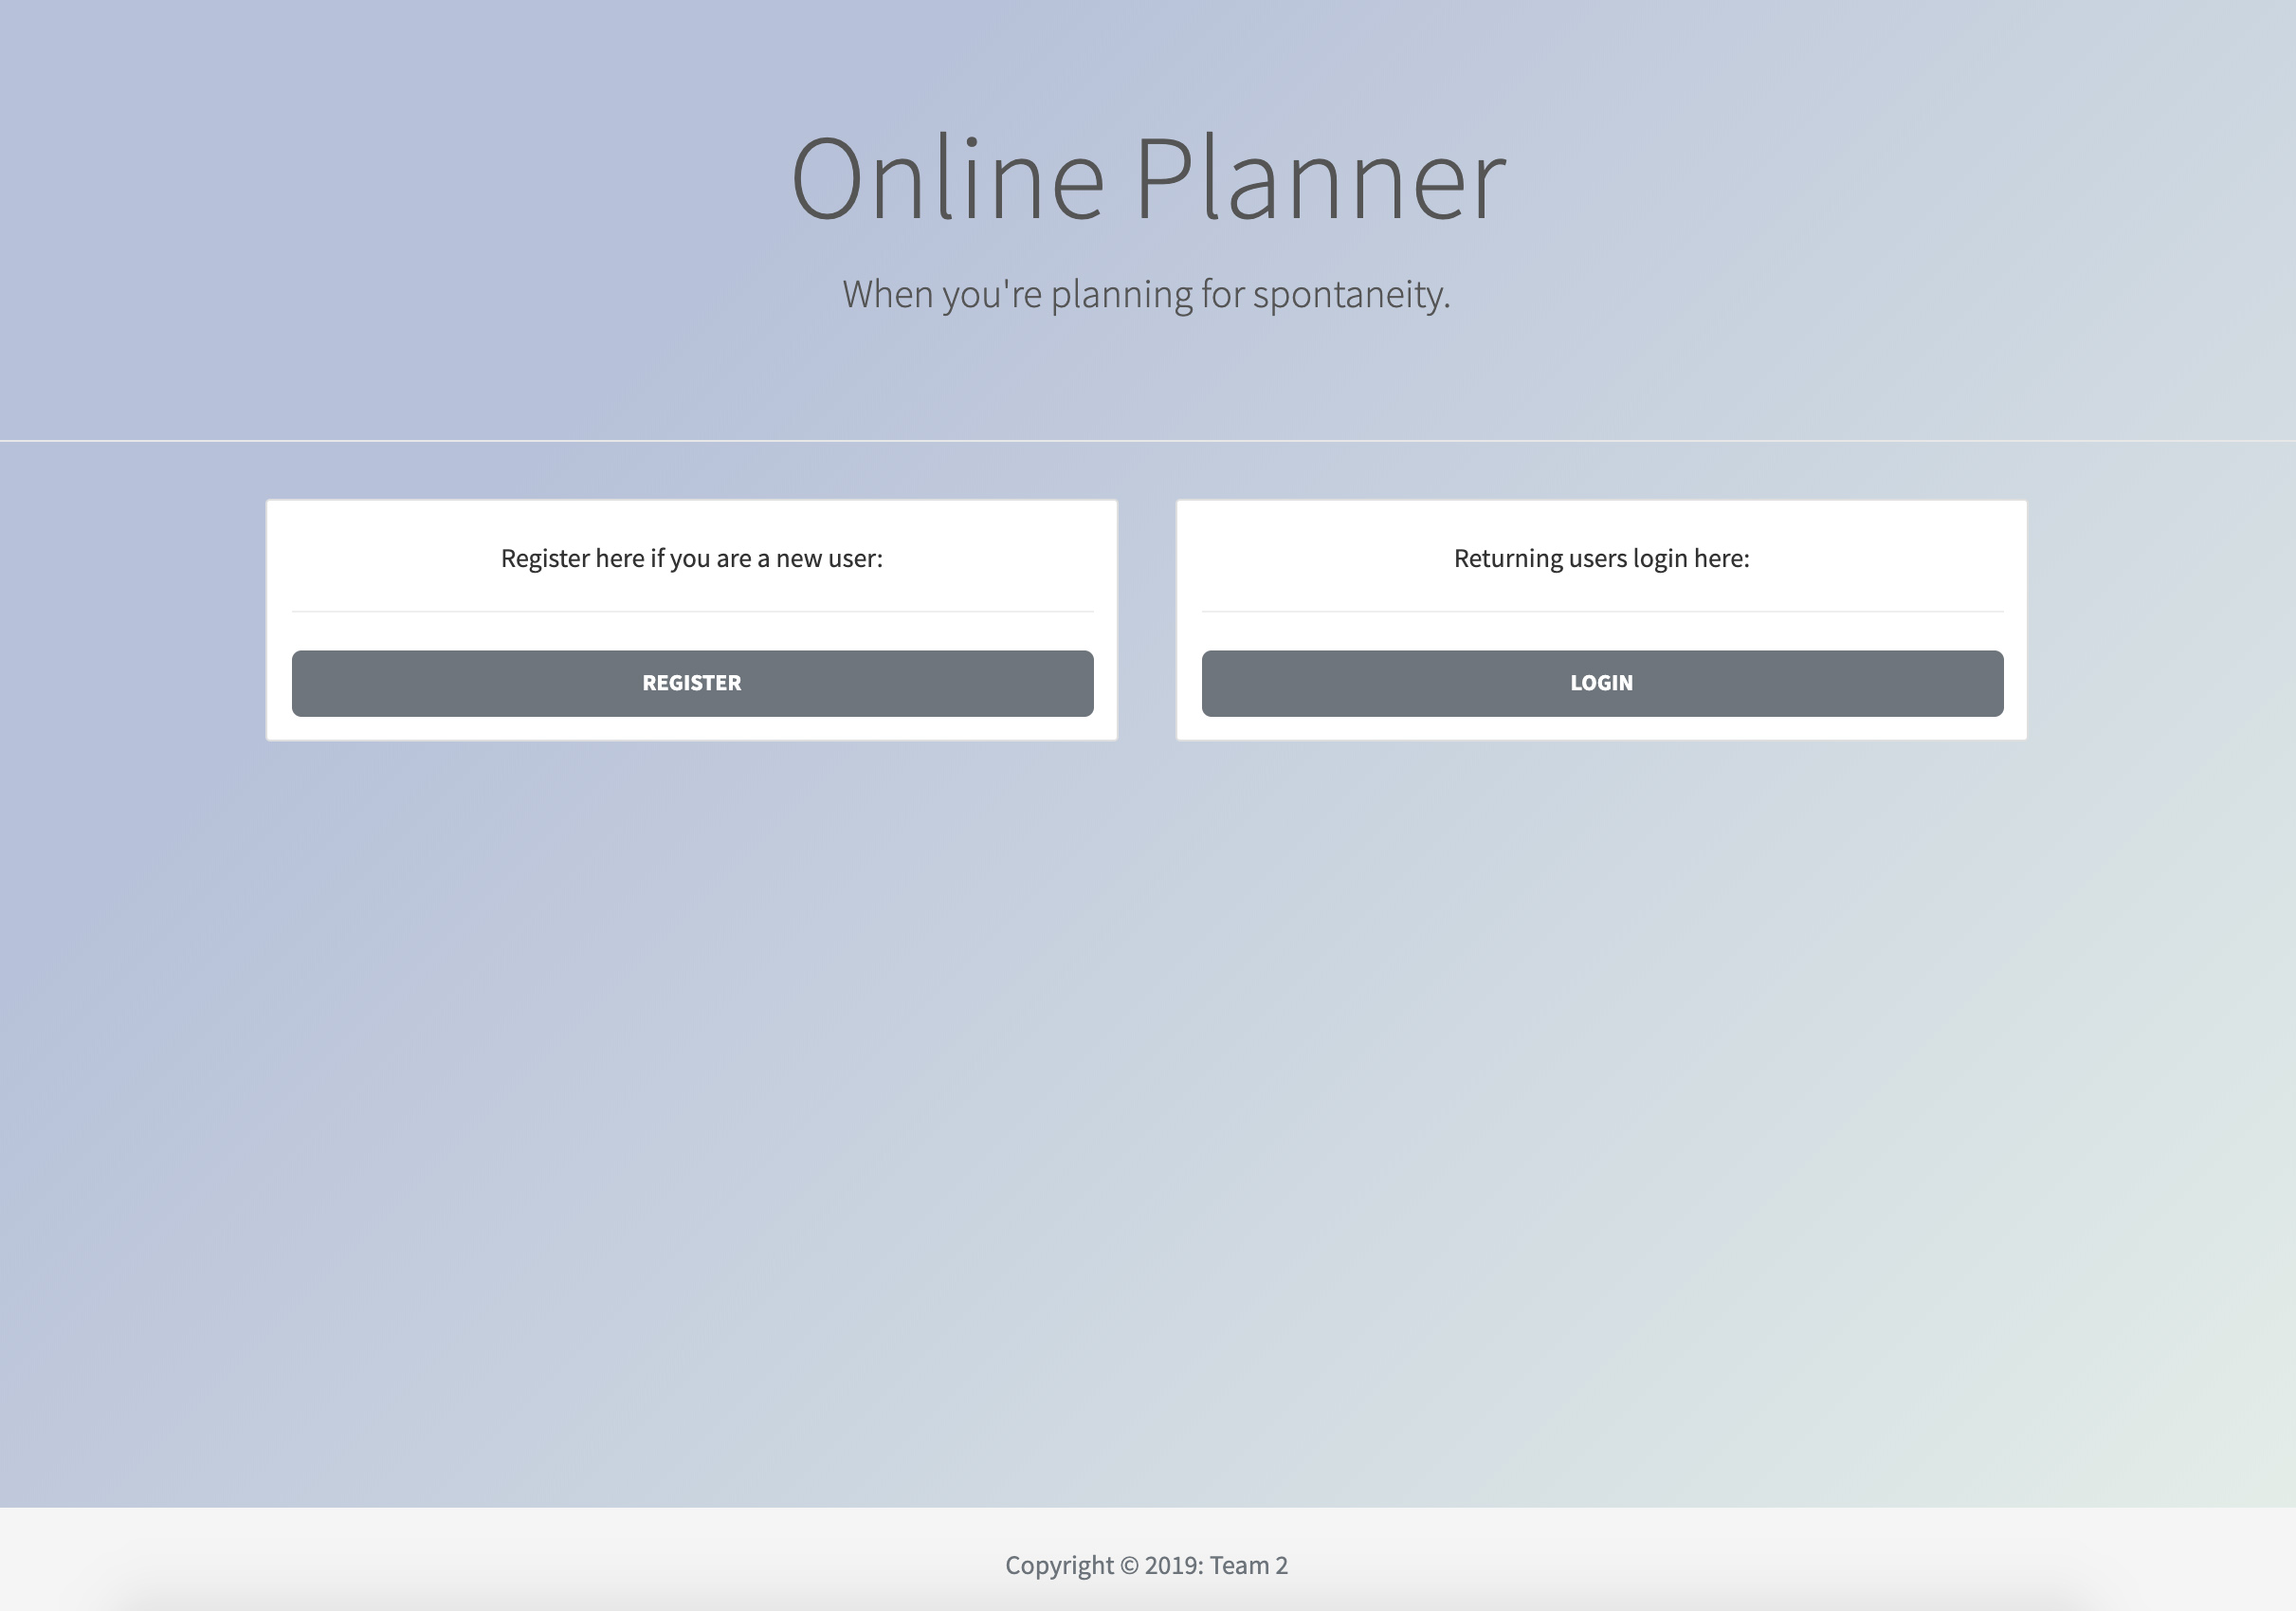 Online Planner
When you're planning for spontaneity.
Register here if you are a new user:
REGISTER
Returning users login here:
LOGIN
Copyright © 2019: Team 2